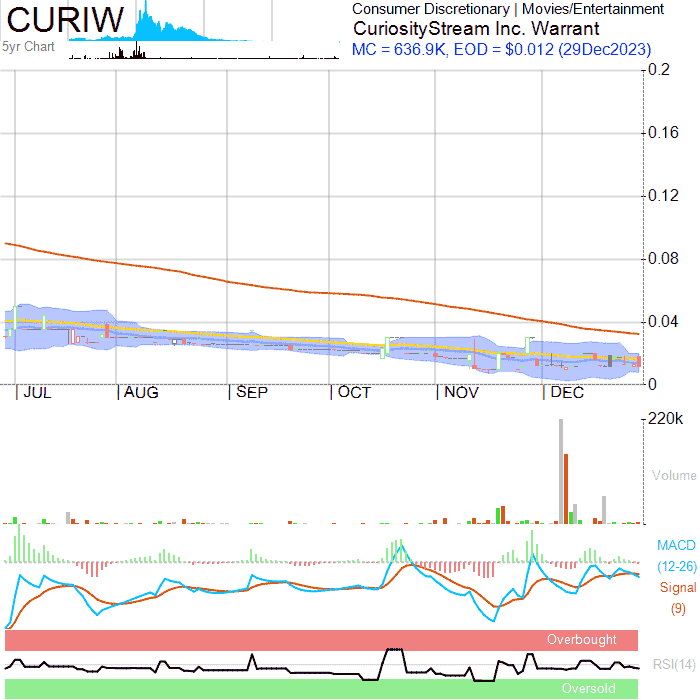 CURIW
Consumer Discretionary | Movies/Entertainment
CuriosityStream Inc. Warrant
5yr Chart
MC = 636.9K, EOD = $0.012 (29Dec2023)
0.2
0.16
0.12
0.08
0.04
0
JUL AUG SEP OCT NOV DEC
220k
Volume
MACD
(12-26)
Signal
(9)
Overbought
RSI(14)
Oversold